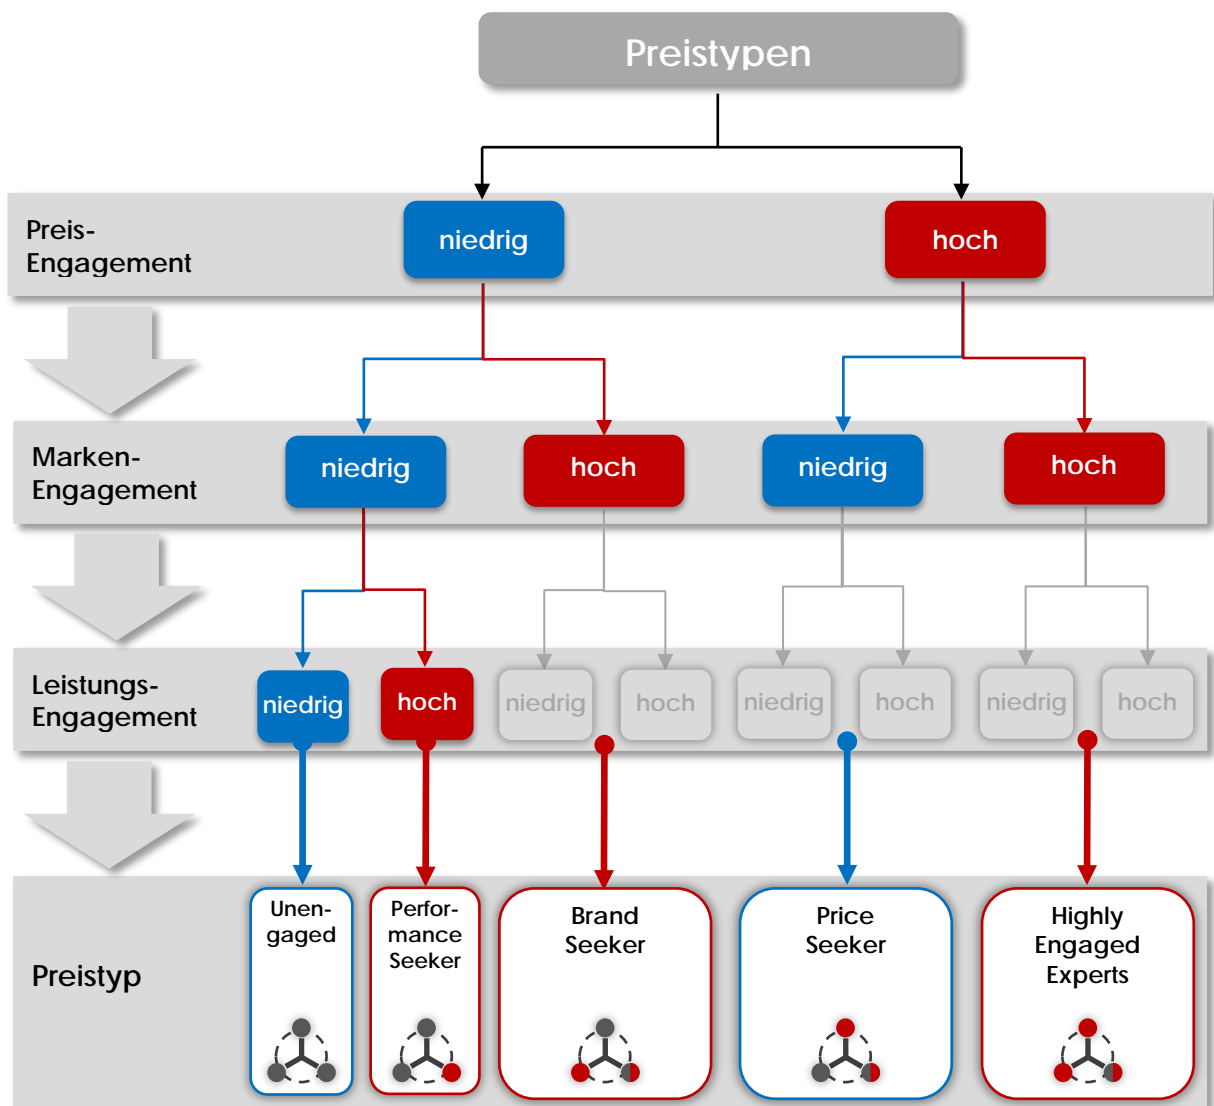 Preistypen
Preis-
Engagement
niedrig
hoch
Marken-
Engagement
niedrig
hoch
niedrig
hoch
Leistungs-
Engagement
niedrig
hoch
niedrig
hoch
niedrig
hoch
niedrig
hoch
Preistyp
Unen-
gaged
Perfor-
mance
Seeker
Brand
Seeker
Price
Seeker
Highly
Engaged
Experts